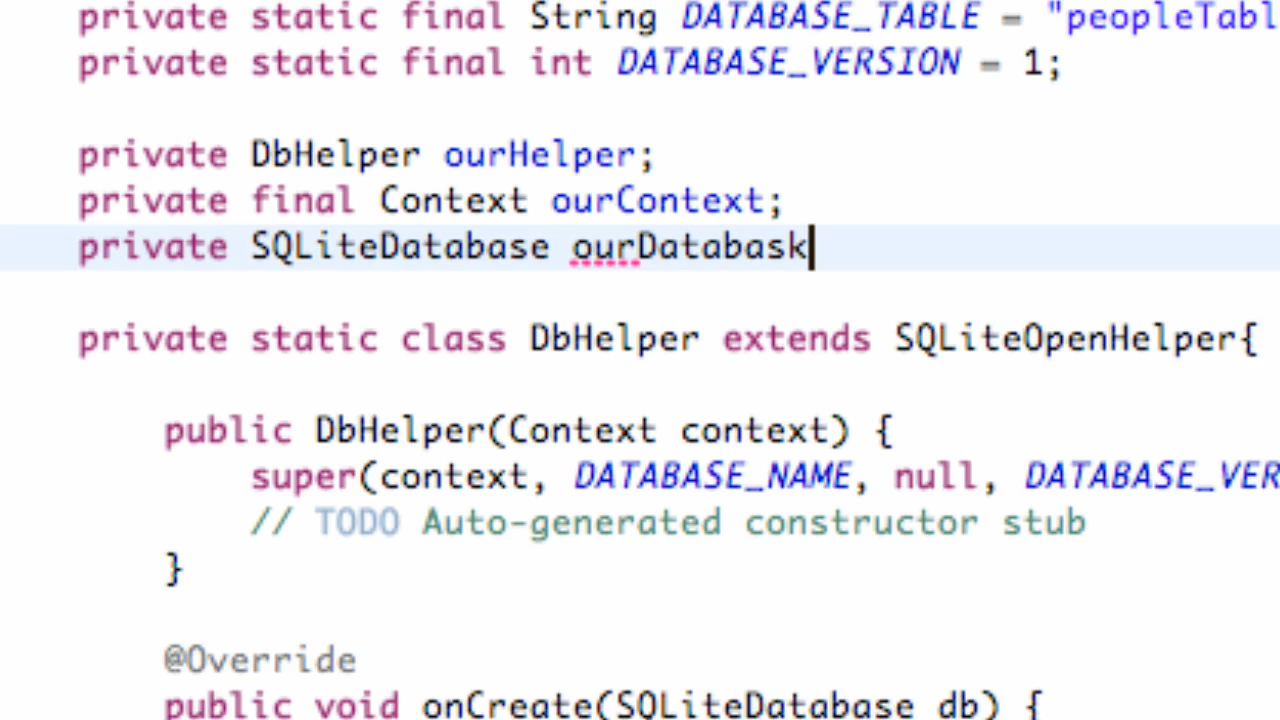 private static final String DATABASE_TABLE = "peopleTabl
private static final int DATABASE_VERSION = 1;
private DbHelper ourHelper;
private final Context ourContext;
private SQLiteDatabase ourDatabask
private static class DbHelper extends SQLiteOpenHelper{
public DbHelper(Context context) {
super(context, DATABASE_NAME, null, DATABASE_VER
// TODO Auto-generated constructor stub
}
@Override
public void onCreate(SQLiteDatabase db) {